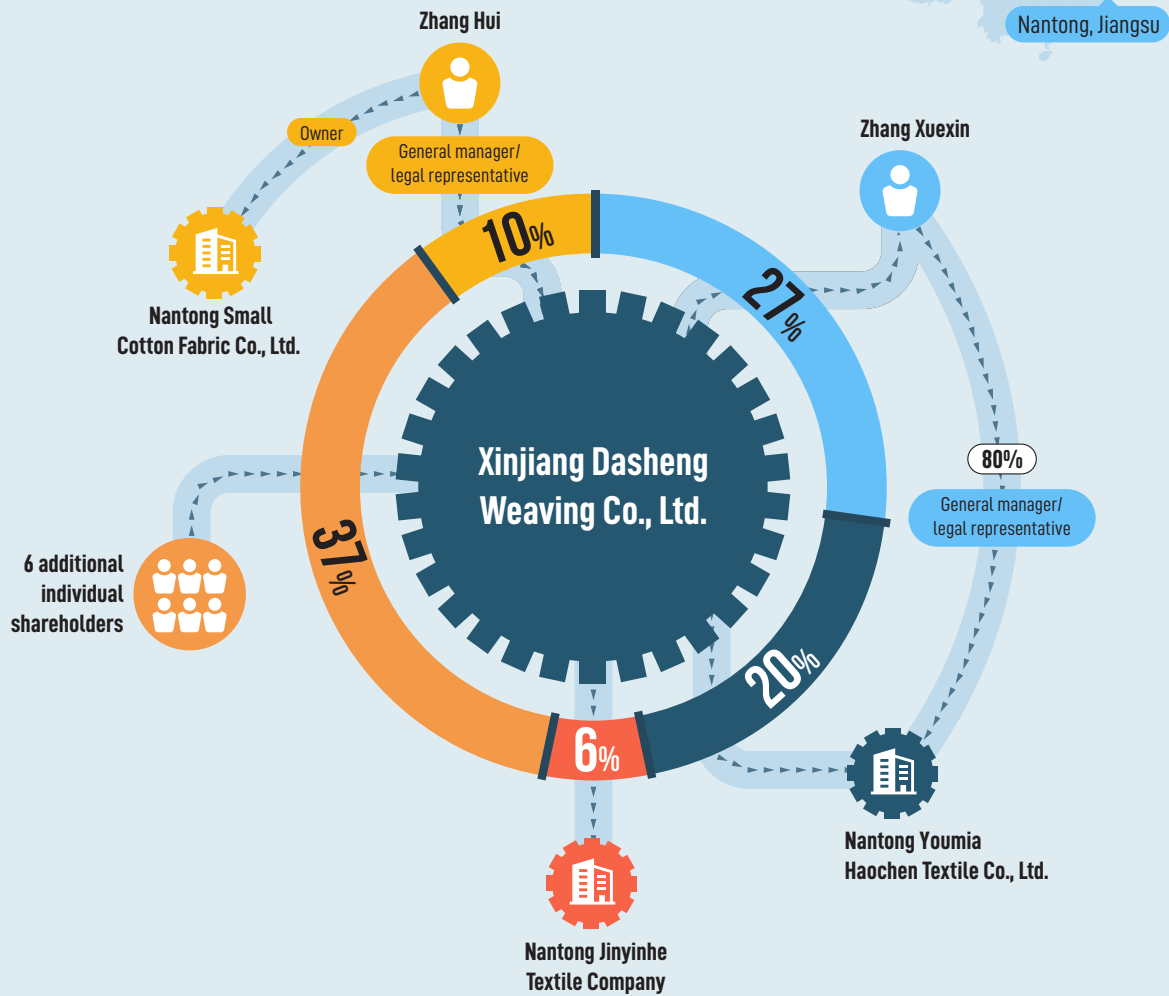 Zhang Hui
Nantong, Jiangsu
Owner
General manager/
legal representative
Zhang Xuexin
10%
27%
Nantong Small
Cotton Fabric Co., Ltd.
Xinjiang Dasheng
Weaving Co., Ltd.
80%
General manager/
legal representative
37%
6 additional
individual
shareholders
20%
6%
Nantong Youmia
Haochen Textile Co., Ltd.
Nantong Jinyinhe
Textile Company